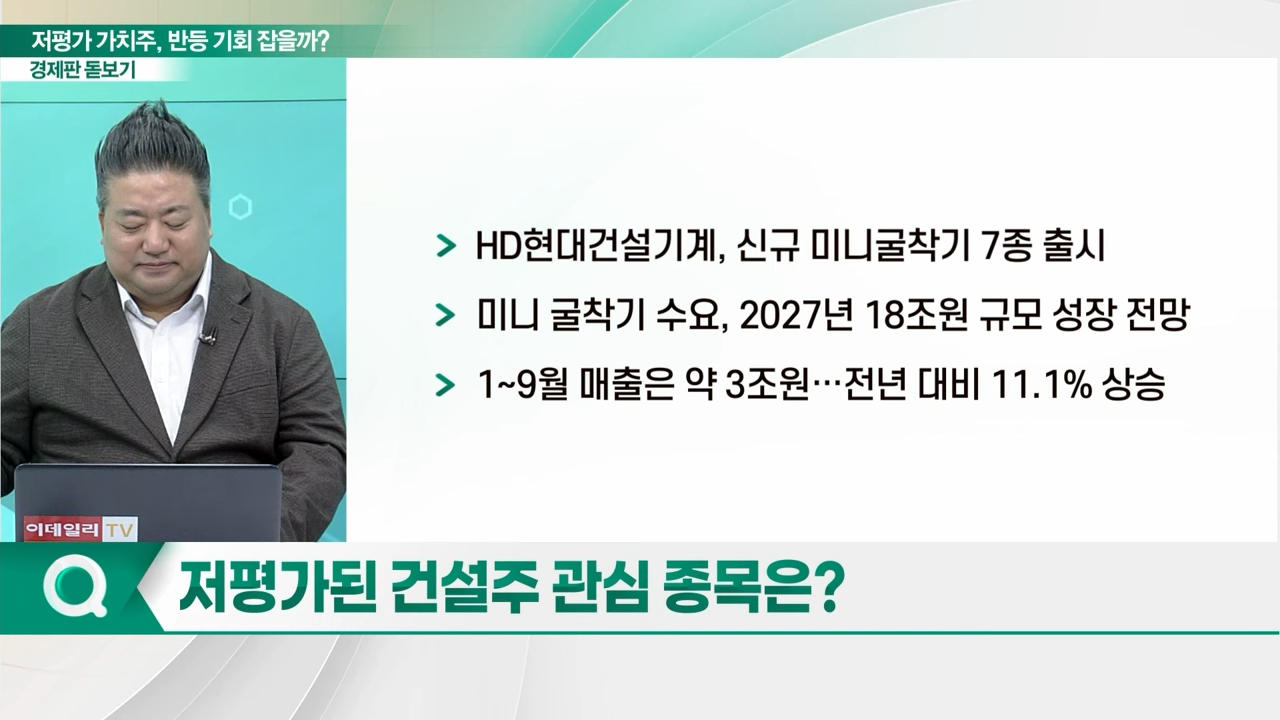 저평가 가치주, 반등 기회 잡을까?
경제판 돋보기
> HD현대건설기계, 신규 미니굴착기 7종 출시
> 미니 굴착기 수요, 2027년 18조원 규모 성장 전망
> 1~9월 매출은 약 3조원…전년 대비 11.1% 상승
이데일리 TV
Q 저평가된 건설주 관심 종목은?